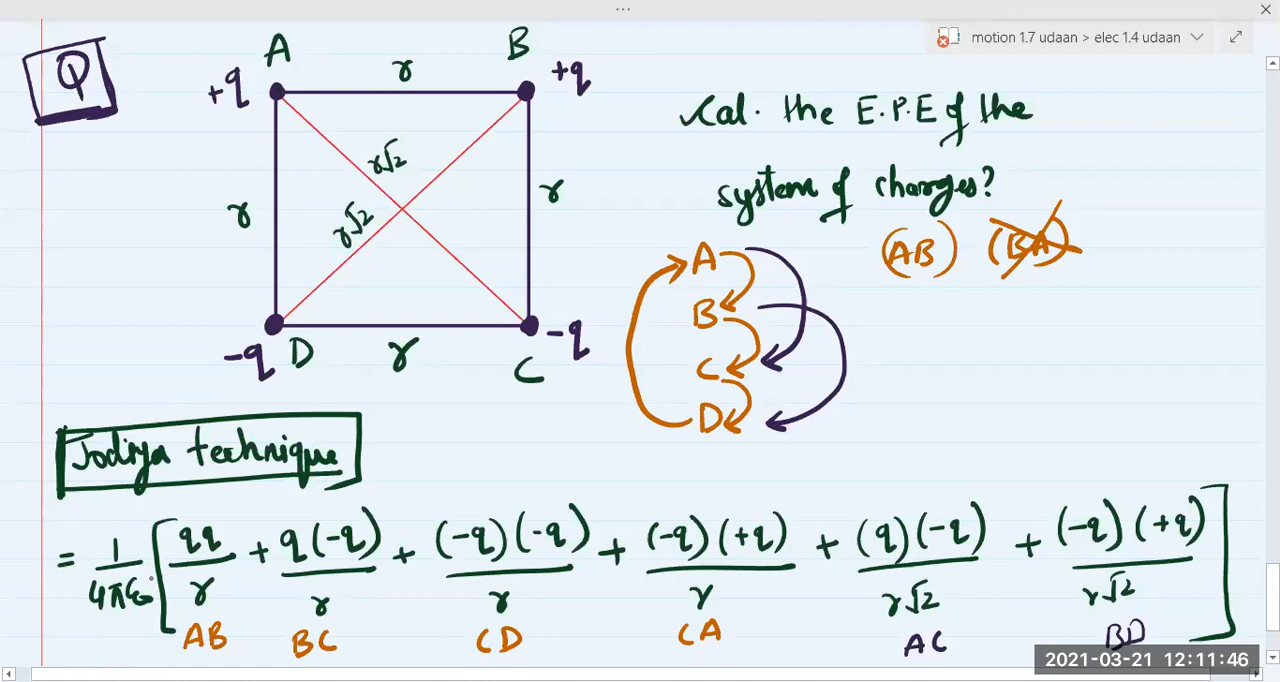 ...
motion 1.7 udaan > elec 1.4 udaan
Q
A
B
+q
r
+q
Cal. the E.P.E of the
system of charges?
r√2
r√2
r
r
(AB) (BA)
A
B
C
D
-q D
r
C
-q
Jodiya technique
= 1/4πε₀ [ qq/r + q(-q)/r + (-q)(-q)/r + (-q)(+q)/r + (q)(-q)/r√2 + (-q)(+q)/r√2 ]
AB BC CD CA AC BD
2021-03-21 12:11:46